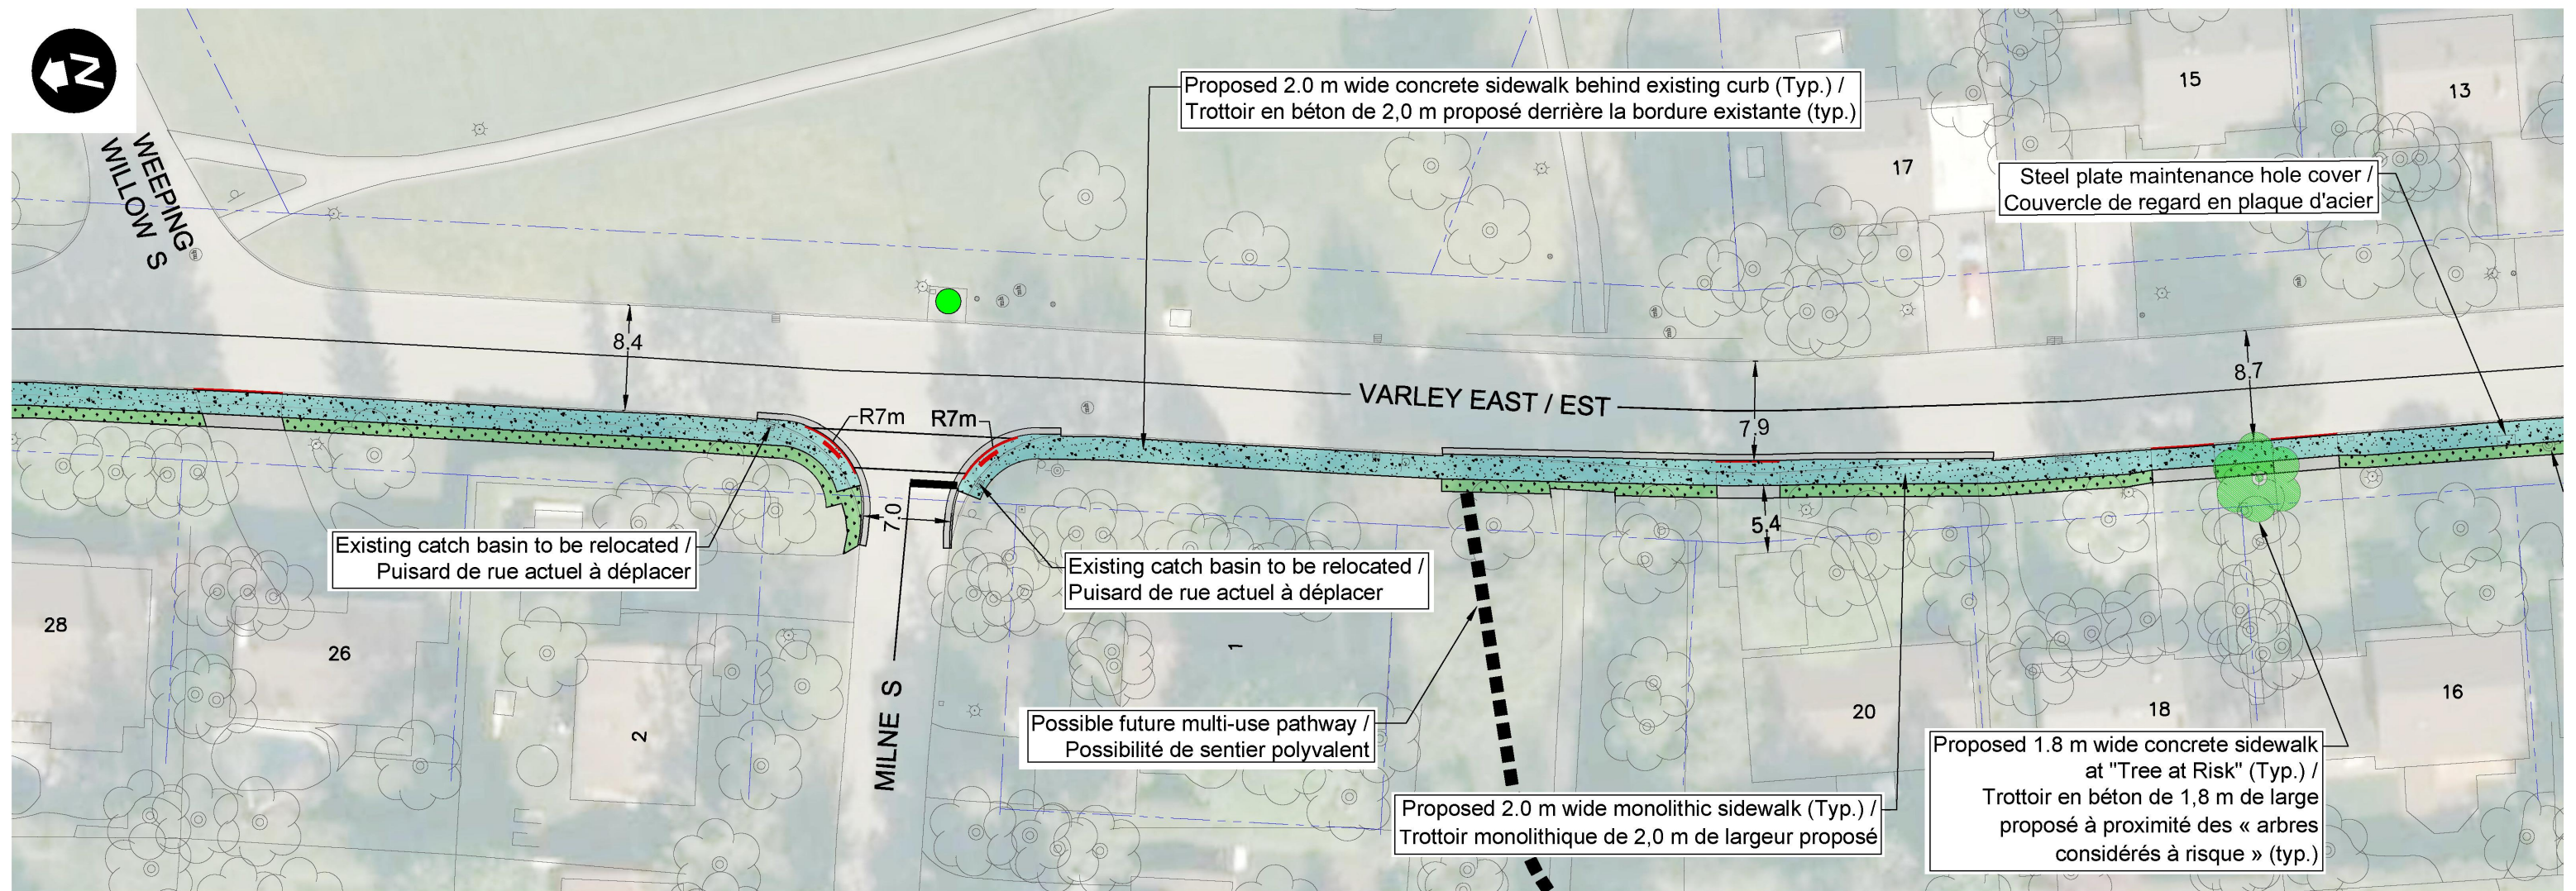 N
WEEPING
WILLOW S
Proposed 2.0 m wide concrete sidewalk behind existing curb (Typ.) /
Trottoir en béton de 2,0 m proposé derrière la bordure existante (typ.)
15
13
17
Steel plate maintenance hole cover /
Couvercle de regard en plaque d'acier
8.4
VARLEY EAST / EST
7.9
8.7
R7m
R7m
7.0
5.4
Existing catch basin to be relocated /
Puisard de rue actuel à déplacer
Existing catch basin to be relocated /
Puisard de rue actuel à déplacer
28
26
2
MILNE S
1
Possible future multi-use pathway /
Possibilité de sentier polyvalent
20
18
16
Proposed 2.0 m wide monolithic sidewalk (Typ.) /
Trottoir monolithique de 2,0 m de largeur proposé
Proposed 1.8 m wide concrete sidewalk
at "Tree at Risk" (Typ.) /
Trottoir en béton de 1,8 m de large
proposé à proximité des « arbres
considérés à risque » (typ.)